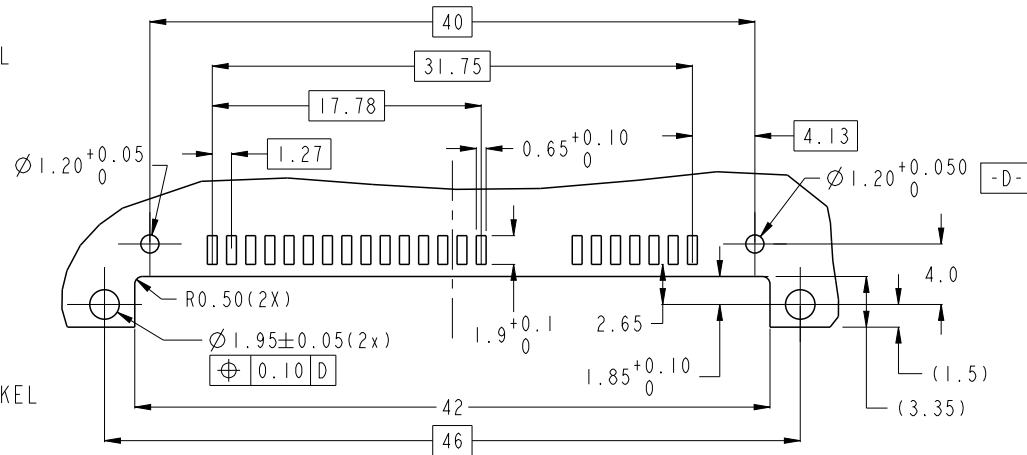 40
L
31.75
17.78
0.65 +0.10 0
4.13
1.27
Ø1.20 +0.05 0
Ø1.20 +0.050 0
-D-
4.0
R0.50(2X)
1.9 +0.1 0
2.65
Ø1.95±0.05(2x)
⌖ 0.10 D
1.85 +0.10 0
(1.5)
KEL
42
(3.35)
46